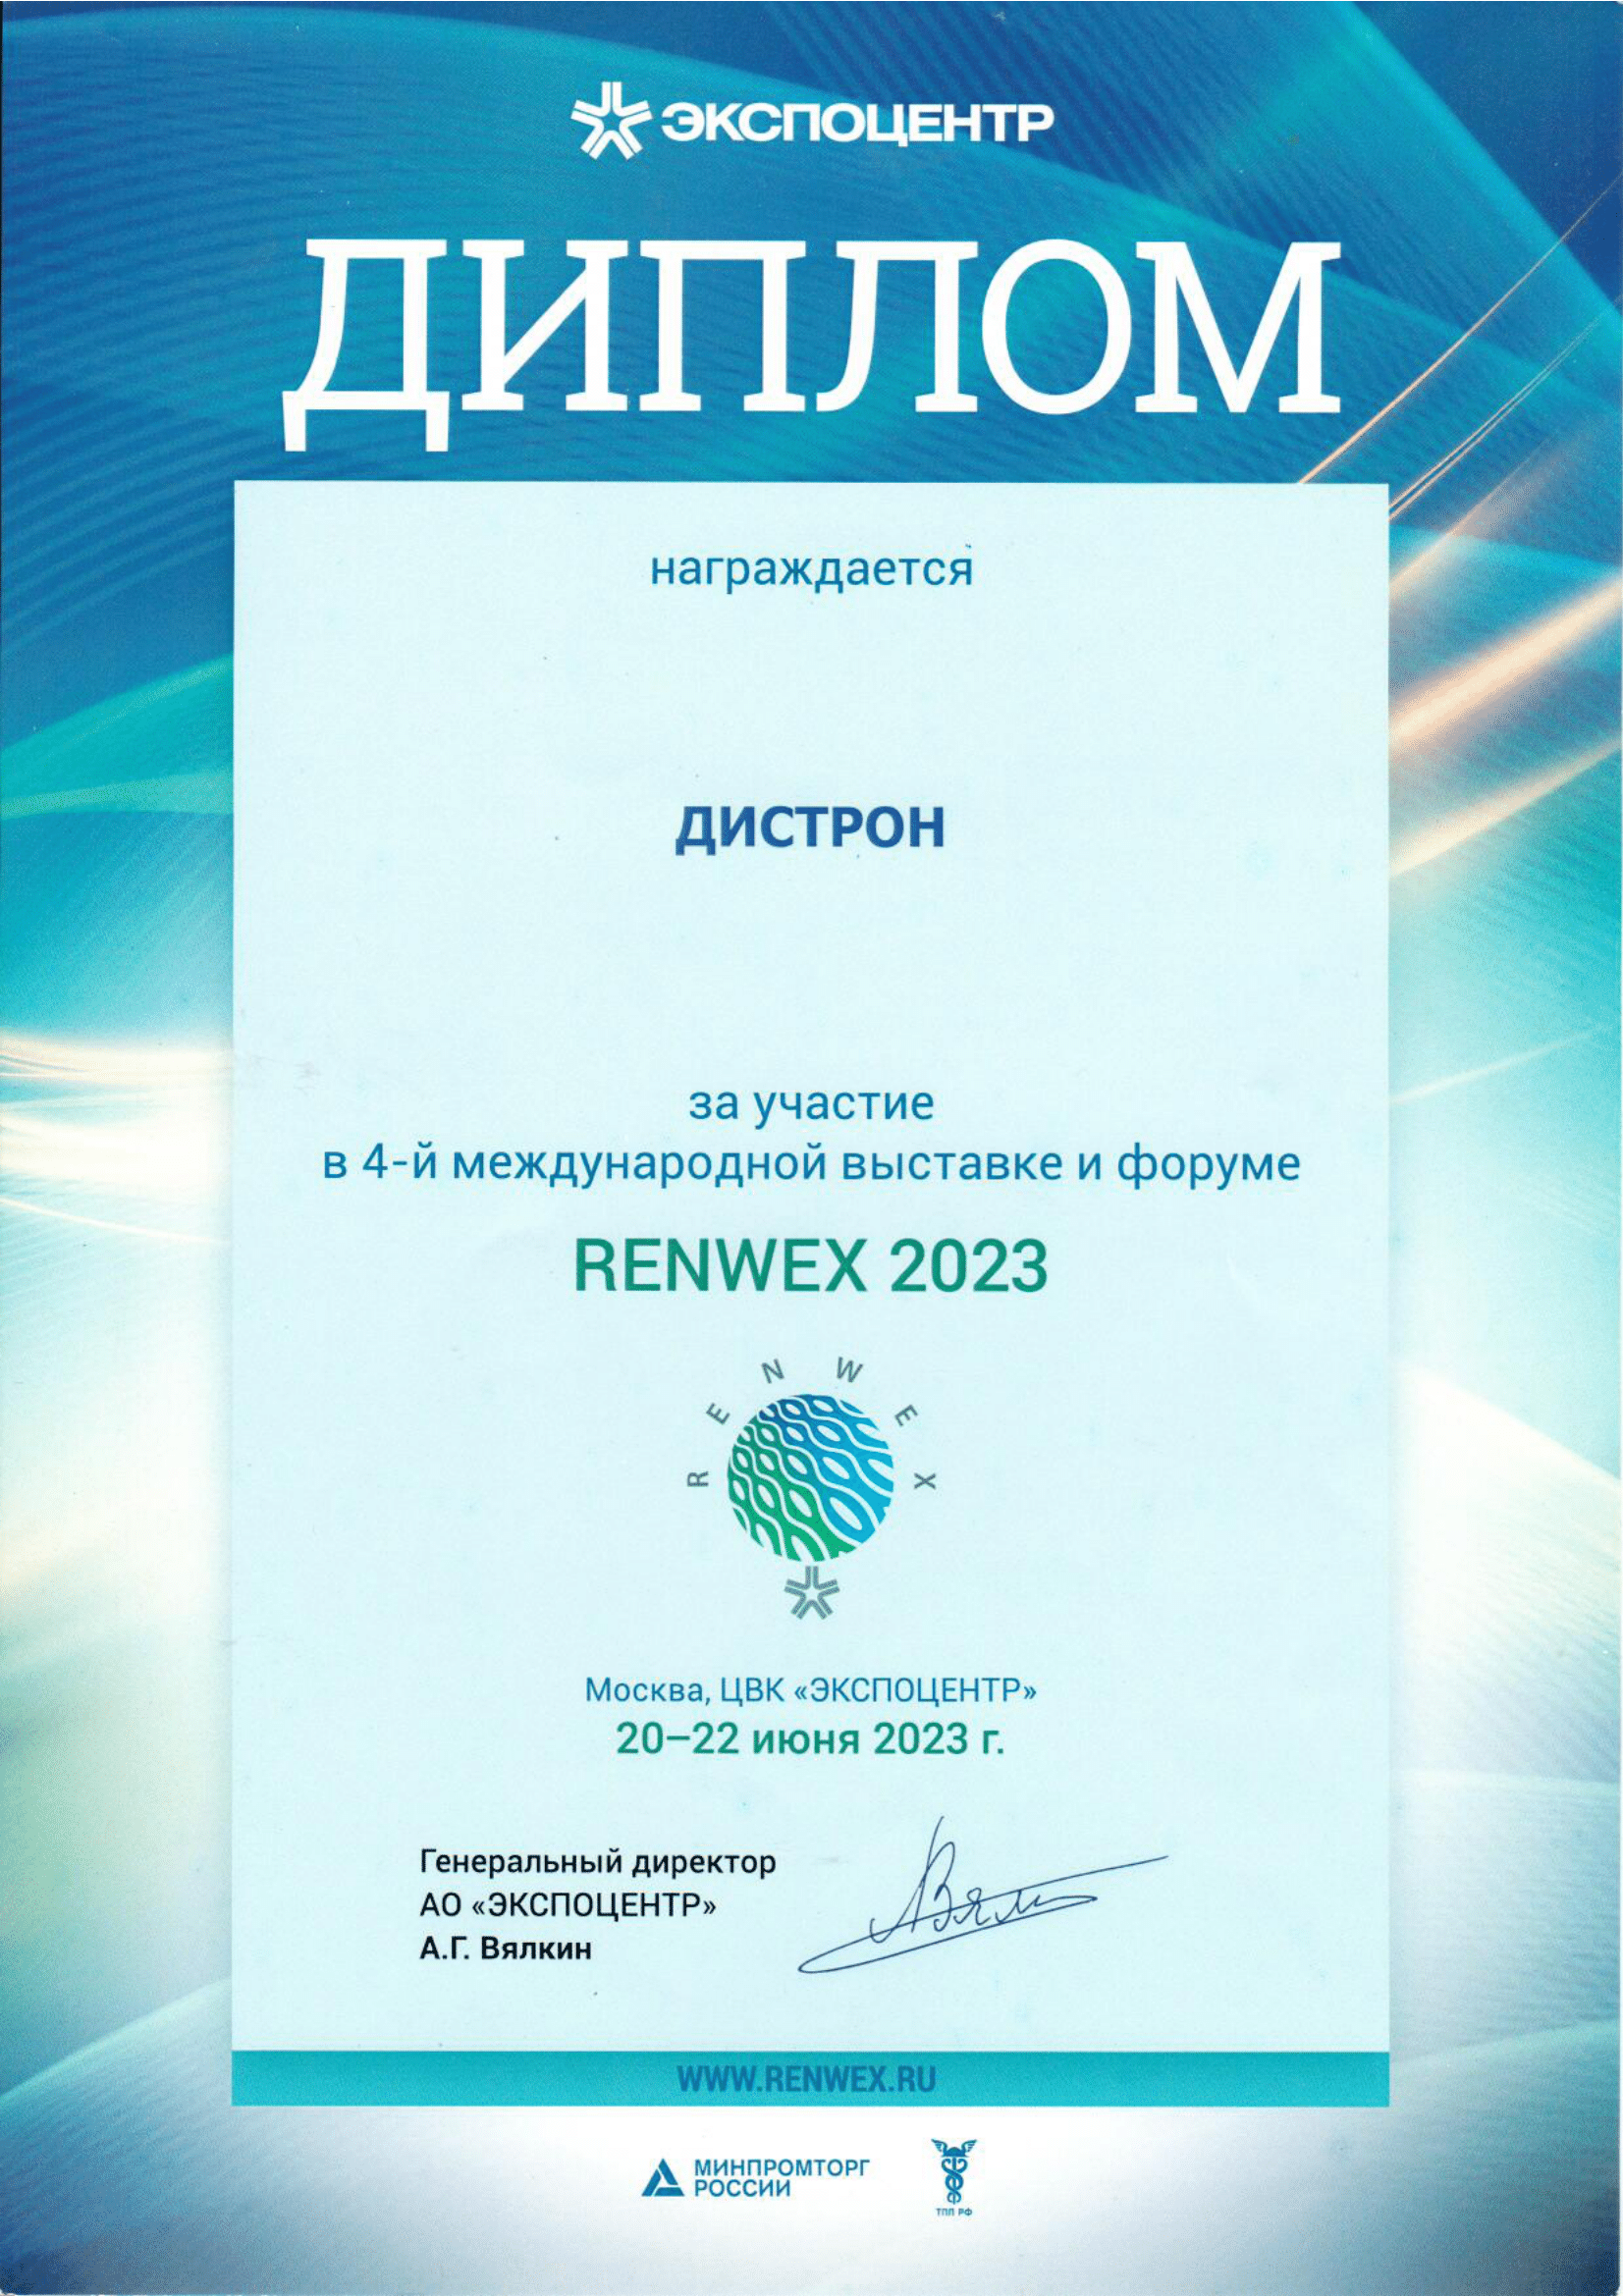 ЭКСПОЦЕНТР
ДИПЛОМ
награждается
ДИСТРОН
за участие
в 4-й международной выставке и форуме
RENWEX 2023
RENWEX
Москва, ЦВК «ЭКСПОЦЕНТР»
20–22 июня 2023 г.
Генеральный директор
АО «ЭКСПОЦЕНТР»
А.Г. Вялкин
WWW.RENWEX.RU
МИНПРОМТОРГ
РОССИИ
ТПП РФ